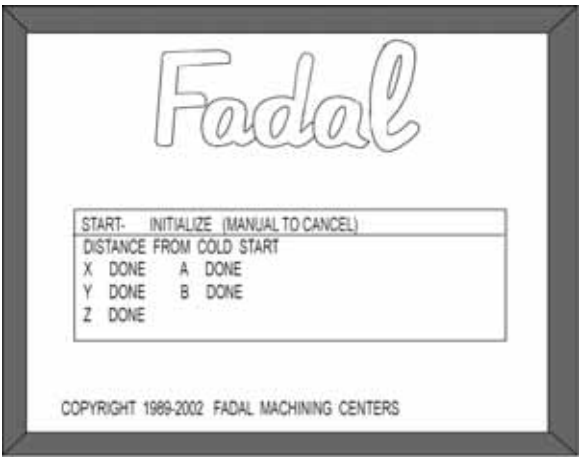 Fadal
START- INITIALIZE (MANUAL TO CANCEL)
DISTANCE FROM COLD START
X DONE A DONE
Y DONE B DONE
Z DONE
COPYRIGHT 1989-2002 FADAL MACHINING CENTERS